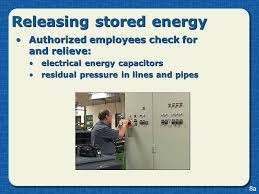 Releasing stored energy
• Authorized employees check for
and relieve:
• electrical energy capacitors
• residual pressure in lines and pipes
8a